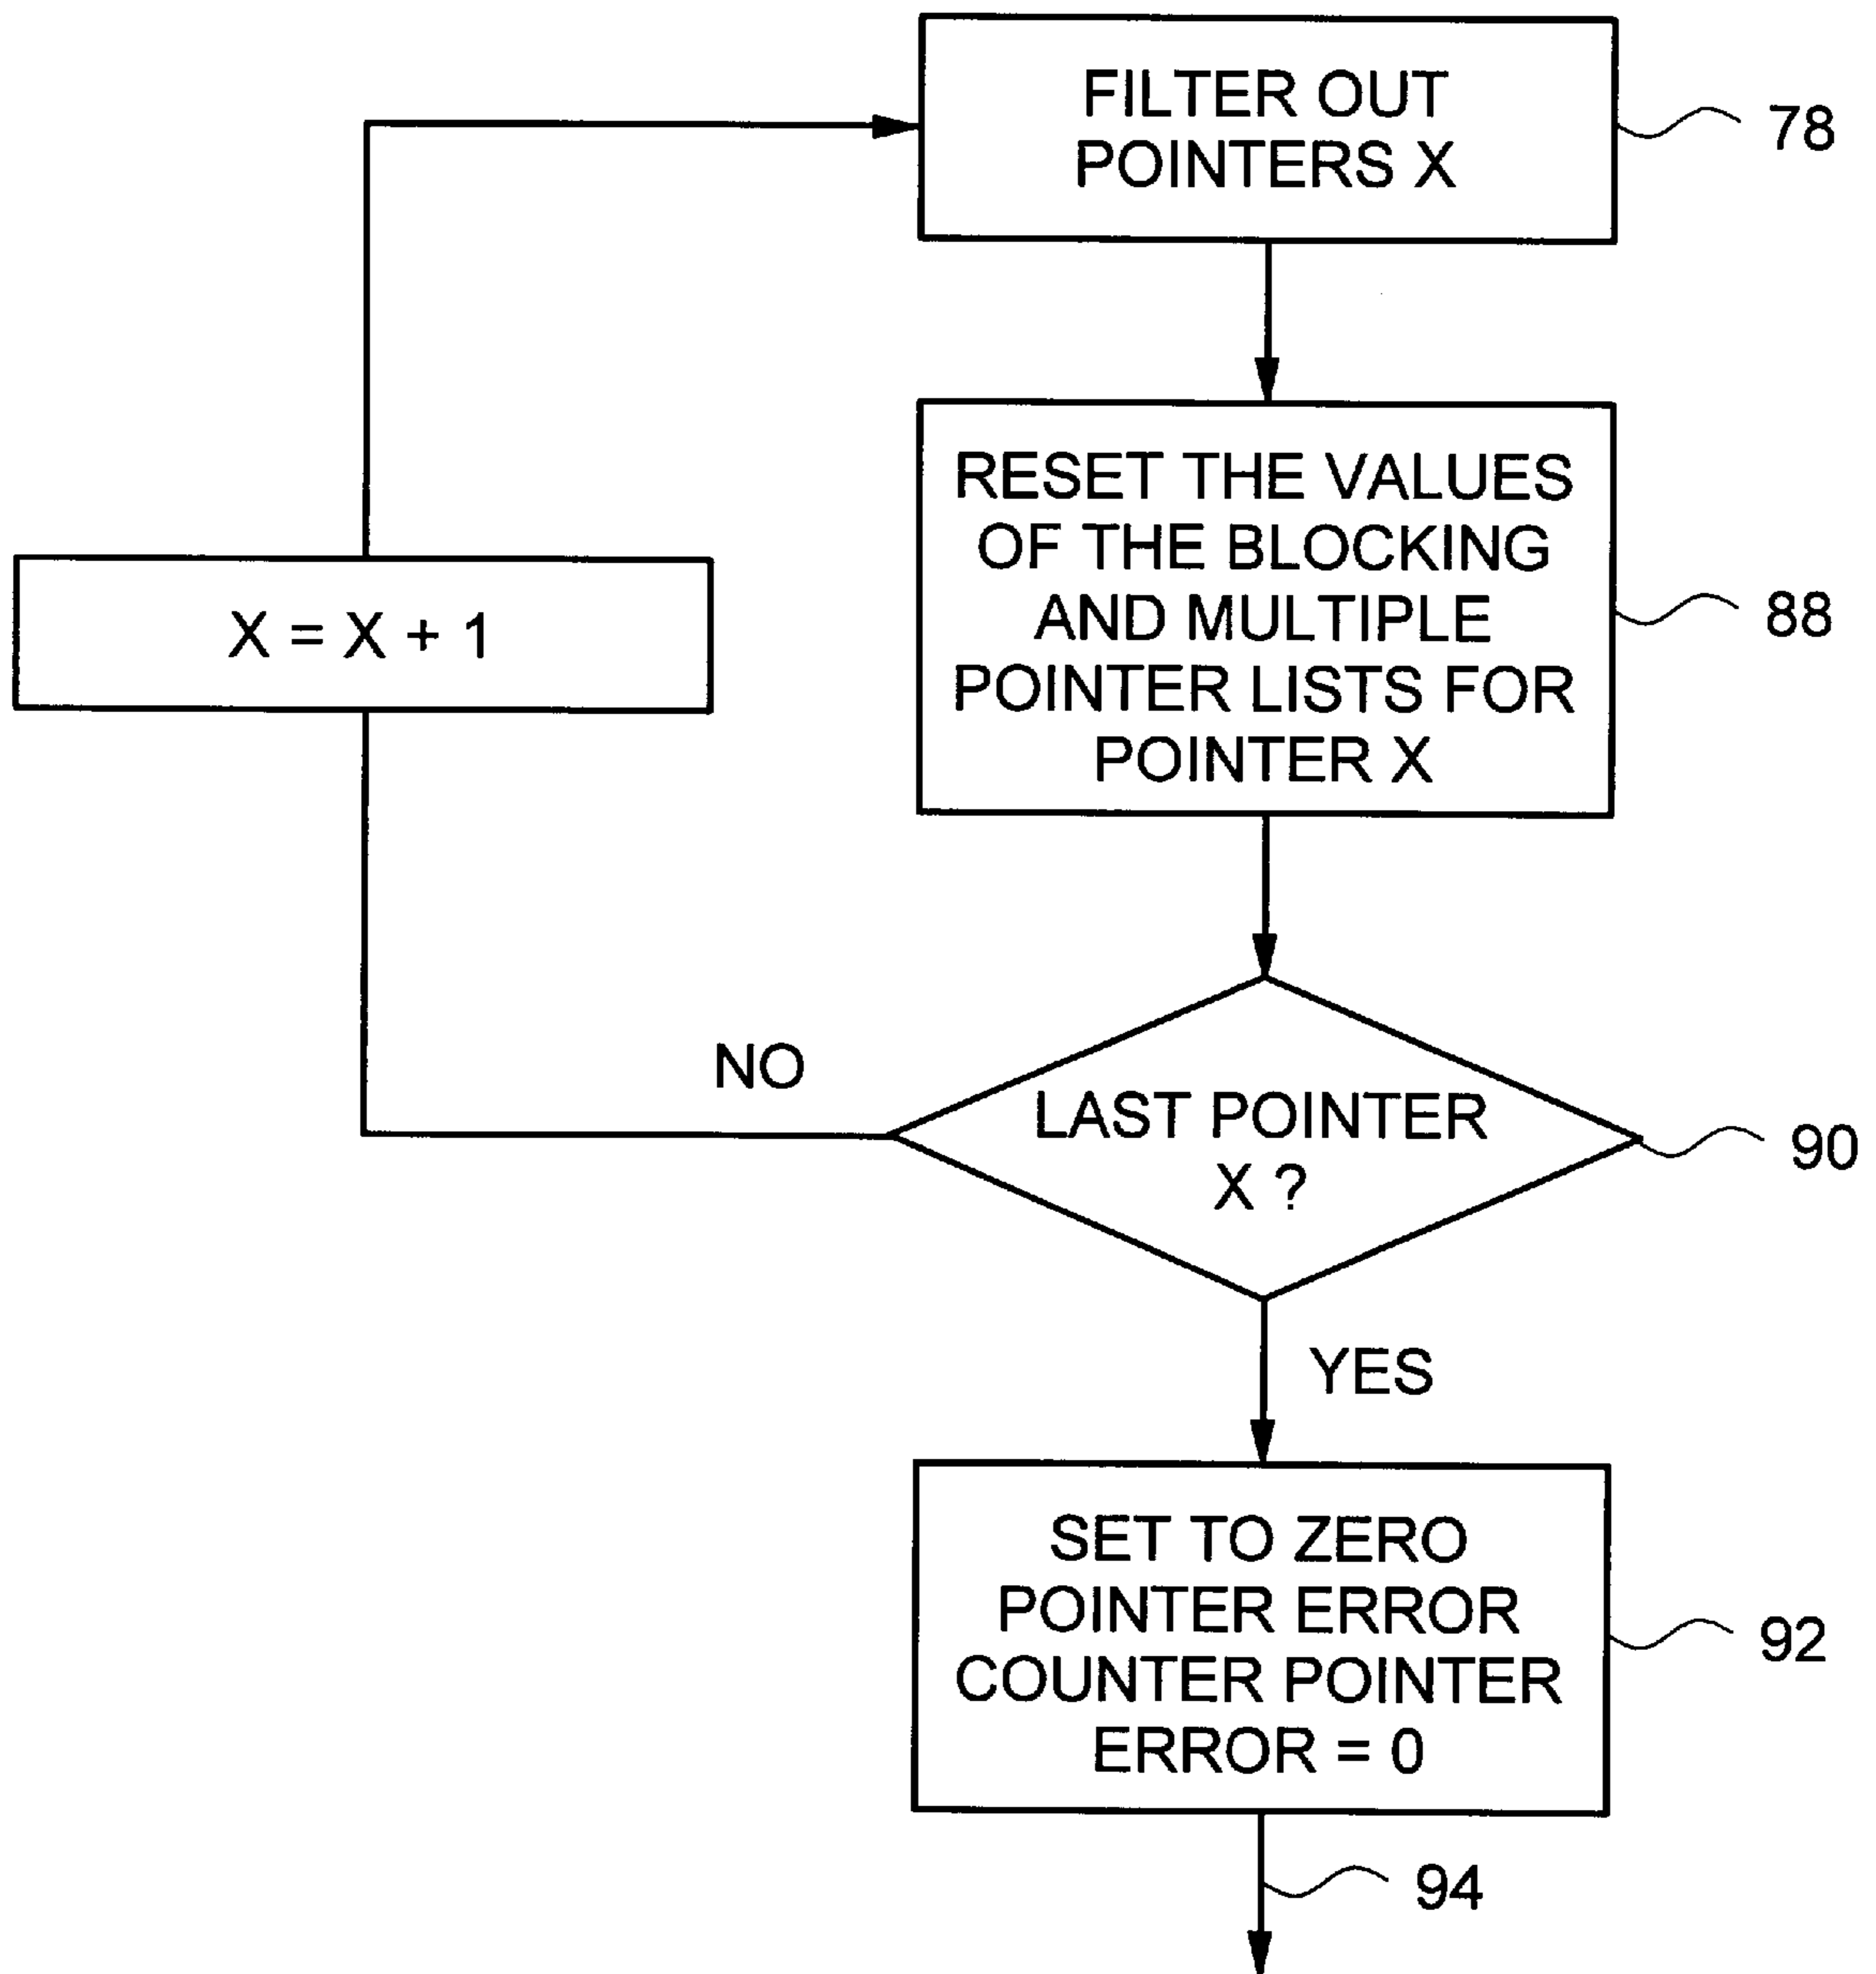 FILTER OUT
POINTERS X
78
RESET THE VALUES
OF THE BLOCKING
AND MULTIPLE
POINTER LISTS FOR
POINTER X
88
X = X + 1
NO
LAST POINTER
X ?
90
YES
SET TO ZERO
POINTER ERROR
COUNTER POINTER
ERROR = 0
92
94